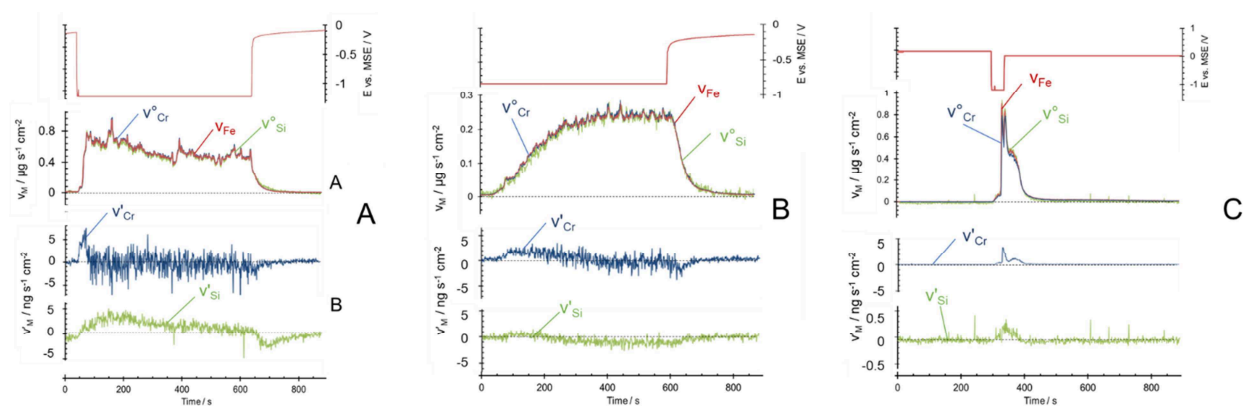 0
-0.5
-1
E vs. MSE / V
v°Cr
vFe
v°Si
0.8
0.4
0.0
vM / µg s⁻¹ cm⁻²
A
A
v'Cr
5
0
-5
v'M / ng s⁻¹ cm⁻²
v'Si
B
5
0
-5
0
200
400
600
800
Time / s
0
-0.5
-1
E vs. MSE / V
0.3
0.2
0.1
0.0
vM / µg s⁻¹ cm⁻²
v°Cr
vFe
v°Si
B
v'Cr
5
0
-5
v'M / ng s⁻¹ cm⁻²
v'Si
5
0
-5
0
200
400
600
800
Time / s
1
0
-1
E vs. MSE / V
vFe
v°Cr
v°Si
1
0.8
0.6
0.4
0.2
0
vM / µg s⁻¹ cm⁻²
C
v'Cr
5
0
v'M / ng s⁻¹ cm⁻²
v'Si
0.5
0
-0.5
0
200
400
600
800
Time / s